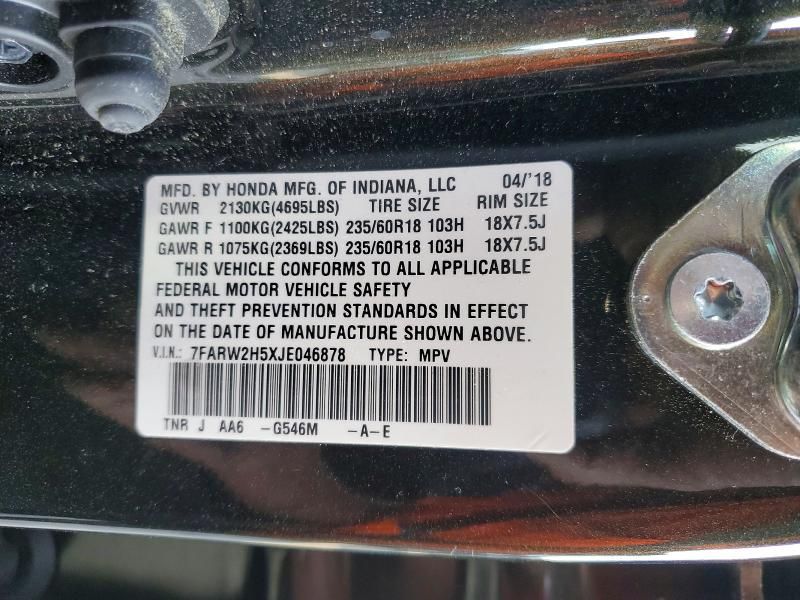 MFD. BY HONDA MFG. OF INDIANA, LLC 04/'18
GVWR 2130KG(4695LBS) TIRE SIZE RIM SIZE
GAWR F 1100KG(2425LBS) 235/60R18 103H 18X7.5J
GAWR R 1075KG(2369LBS) 235/60R18 103H 18X7.5J
THIS VEHICLE CONFORMS TO ALL APPLICABLE
FEDERAL MOTOR VEHICLE SAFETY
AND THEFT PREVENTION STANDARDS IN EFFECT
ON THE DATE OF MANUFACTURE SHOWN ABOVE.
V.I.N.: 7FARW2H5XJE046878 TYPE: MPV
TNR J AA6 -G546M -A-E